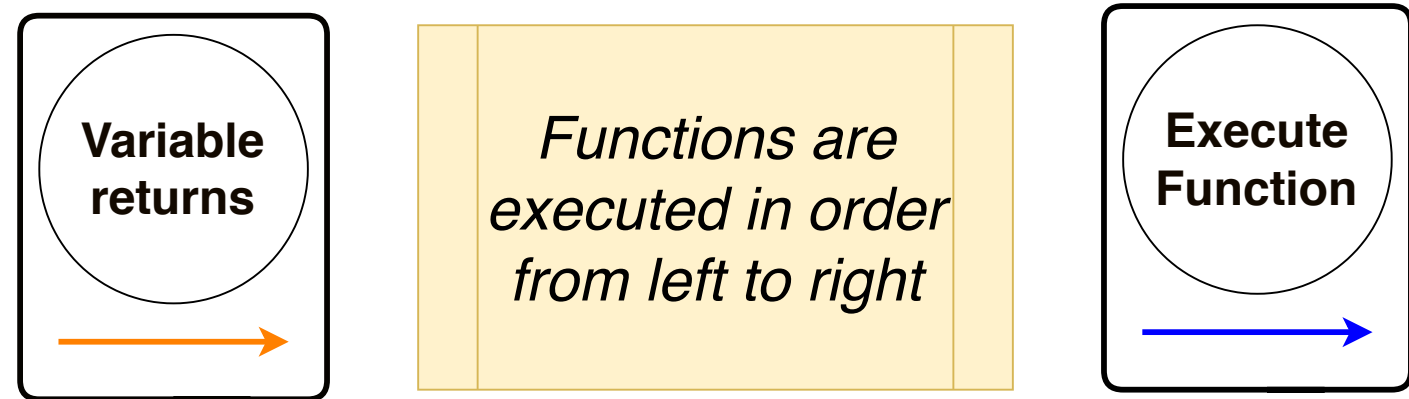 Variable
returns
Functions are
executed in order
from left to right
Execute
Function